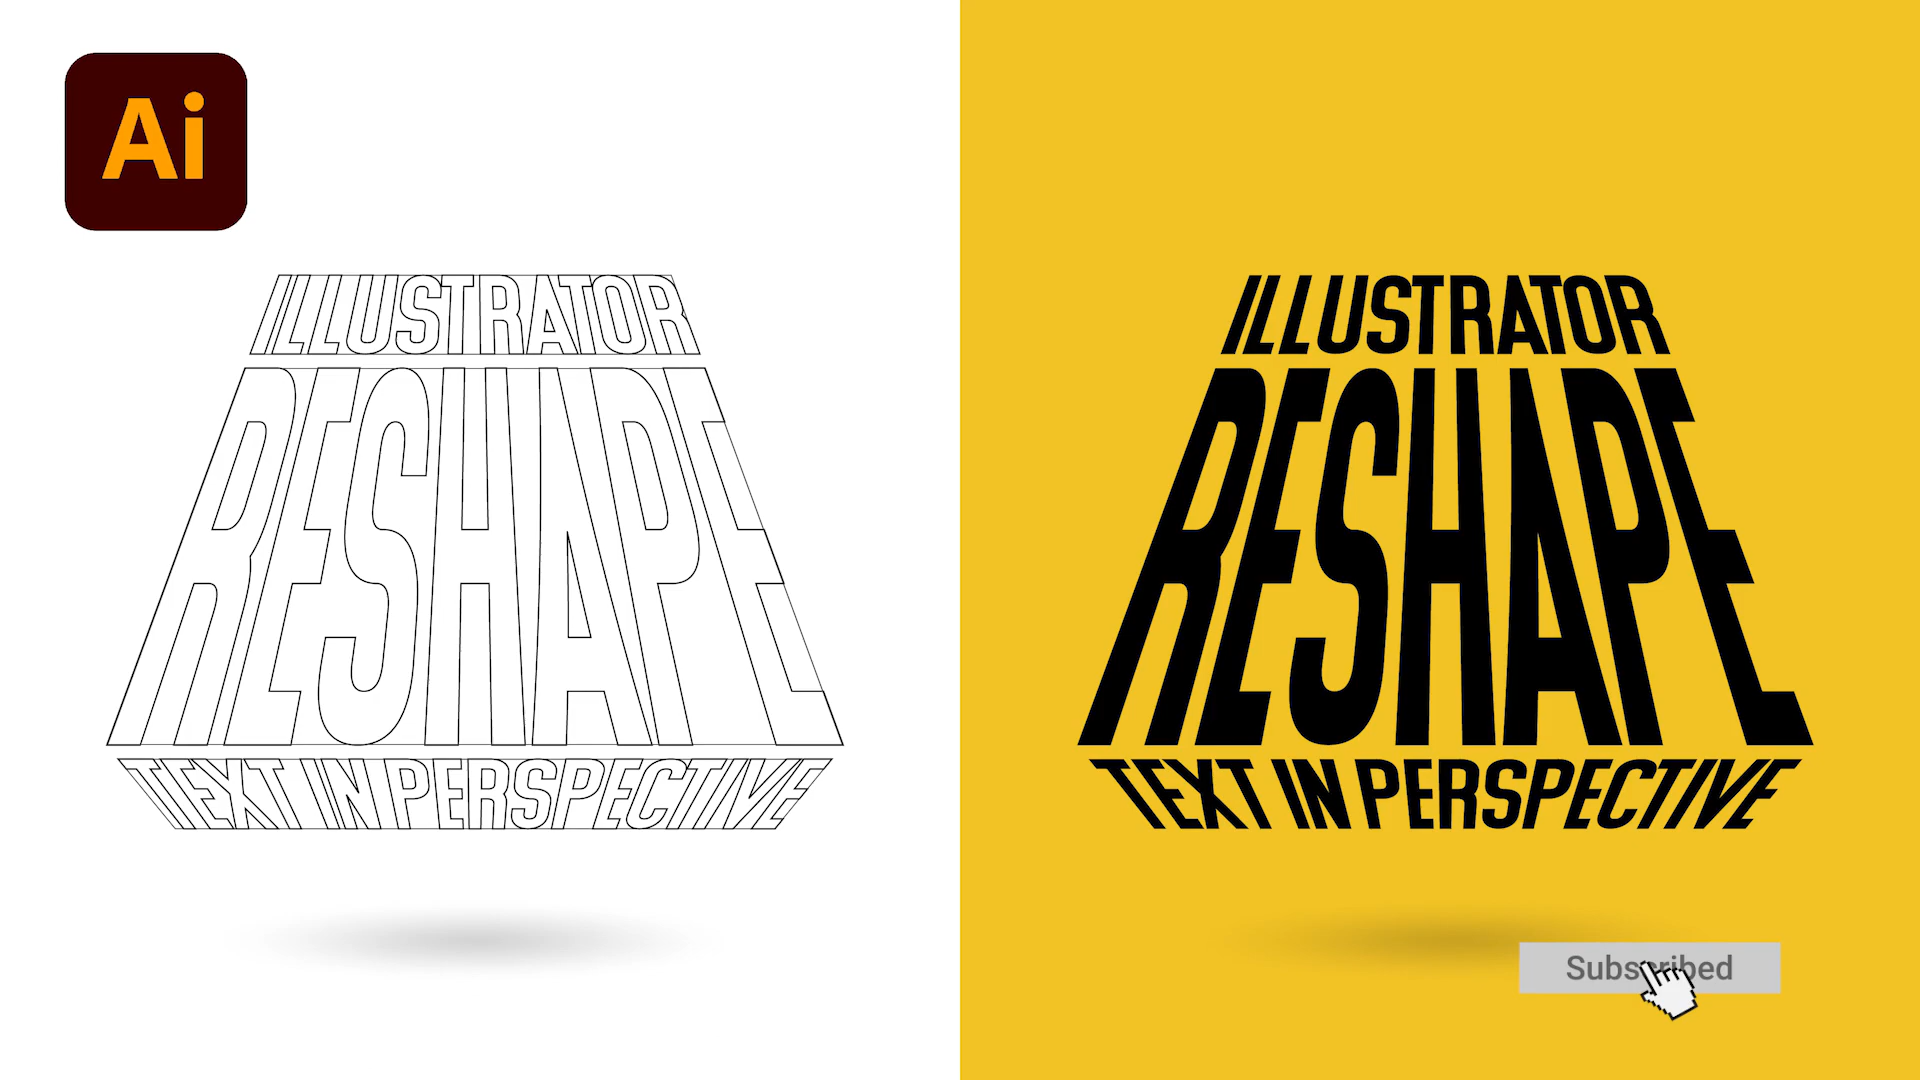 Ai
ILLUSTRATOR
RESHAPE
TEXT IN PERSPECTIVE
ILLUSTRATOR
RESHAPE
TEXT IN PERSPECTIVE
Subscribed